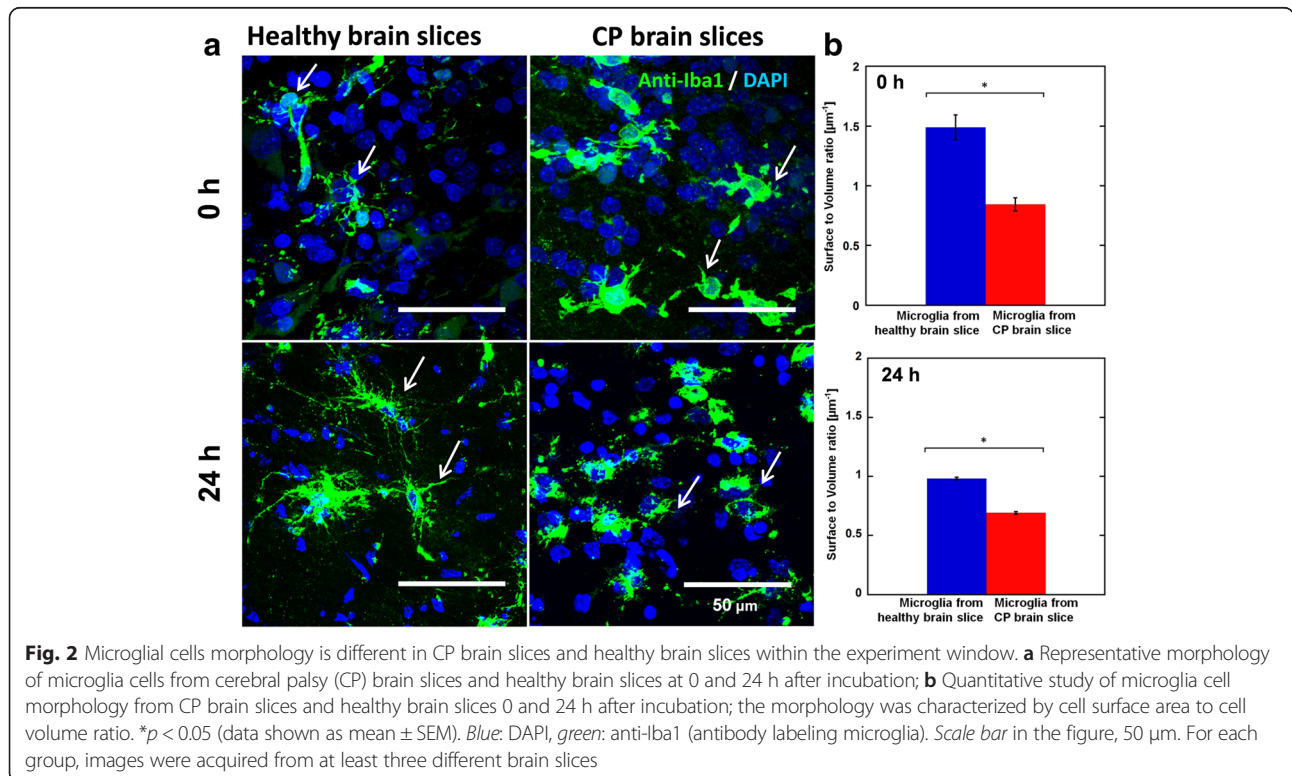 a
Healthy brain slices
CP brain slices
b
Anti-Iba1 / DAPI
0 h
24 h
50 µm
2
1.5
1
0.5
0
Surface to Volume ratio [µm-1]
0 h
*
Microglia from
healthy brain slice
Microglia from
CP brain slice
2
1.5
1
0.5
0
Surface to Volume ratio [µm-1]
24 h
*
Microglia from
healthy brain slice
Microglia from
CP brain slice
Fig. 2 Microglial cells morphology is different in CP brain slices and healthy brain slices within the experiment window. a Representative morphology
of microglia cells from cerebral palsy (CP) brain slices and healthy brain slices at 0 and 24 h after incubation; b Quantitative study of microglia cell
morphology from CP brain slices and healthy brain slices 0 and 24 h after incubation; the morphology was characterized by cell surface area to cell
volume ratio. *p < 0.05 (data shown as mean ± SEM). Blue: DAPI, green: anti-Iba1 (antibody labeling microglia). Scale bar in the figure, 50 µm. For each
group, images were acquired from at least three different brain slices